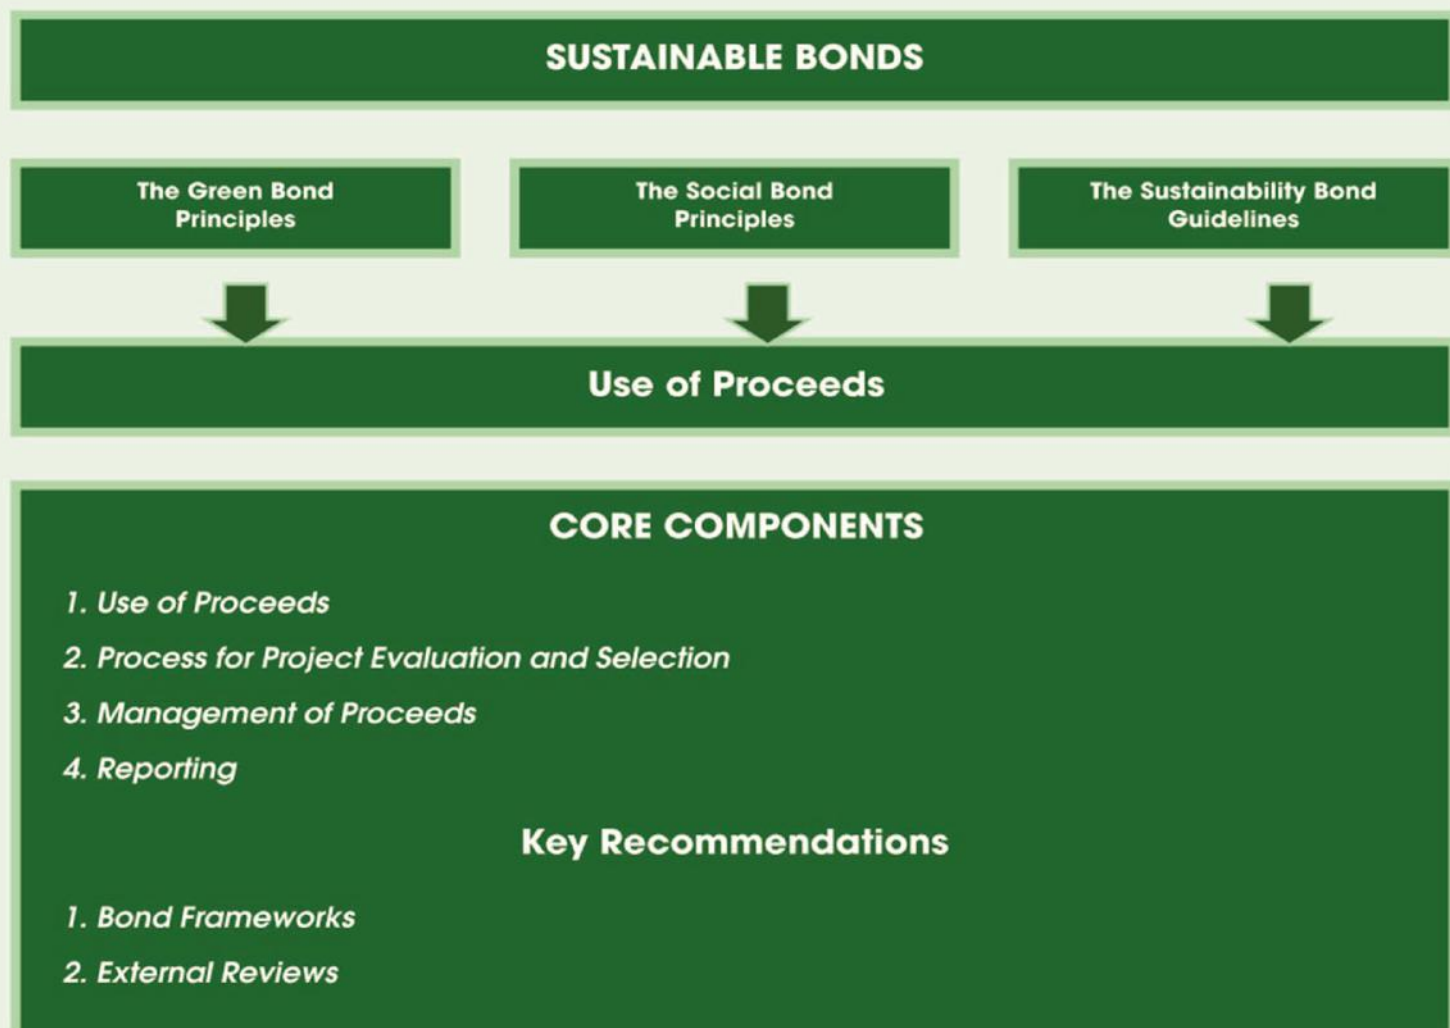 SUSTAINABLE BONDS
The Green Bond
Principles
The Social Bond
Principles
The Sustainability Bond
Guidelines
Use of Proceeds
CORE COMPONENTS
1. Use of Proceeds
2. Process for Project Evaluation and Selection
3. Management of Proceeds
4. Reporting
Key Recommendations
1. Bond Frameworks
2. External Reviews